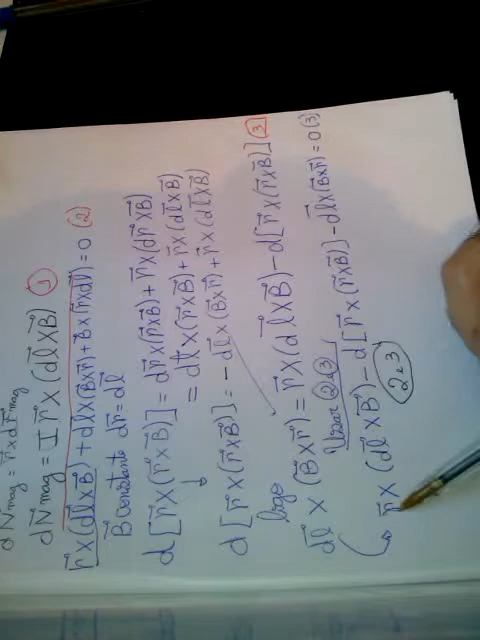 dN⃗mag = r⃗ x dF⃗mag
dN⃗mag = I r⃗ x (dl⃗ x B⃗) ①
r⃗ x (dl⃗ x B⃗) + dl⃗ x (B⃗ x r⃗) + B⃗ x (r⃗ x dl⃗) = 0 (2)
B⃗ constante dr⃗ = dl⃗
d[r⃗ x (r⃗ x B⃗)] = dr⃗ x (r⃗ x B⃗) + r⃗ x (dr⃗ x B⃗)
= dl⃗ x (r⃗ x B⃗) + r⃗ x (dl⃗ x B⃗)
d[r⃗ x (r⃗ x B⃗)] = - dl⃗ x (B⃗ x r⃗) + r⃗ x (dl⃗ x B⃗)
logo
dl⃗ x (B⃗ x r⃗) = r⃗ x (dl⃗ x B⃗) - d[r⃗ x (r⃗ x B⃗)] ③
Usar ② e ③
r⃗ x (dl⃗ x B⃗) - d[r⃗ x (r⃗ x B⃗)] - dl⃗ x (B⃗ x r⃗) = 0 (3)
2 e 3